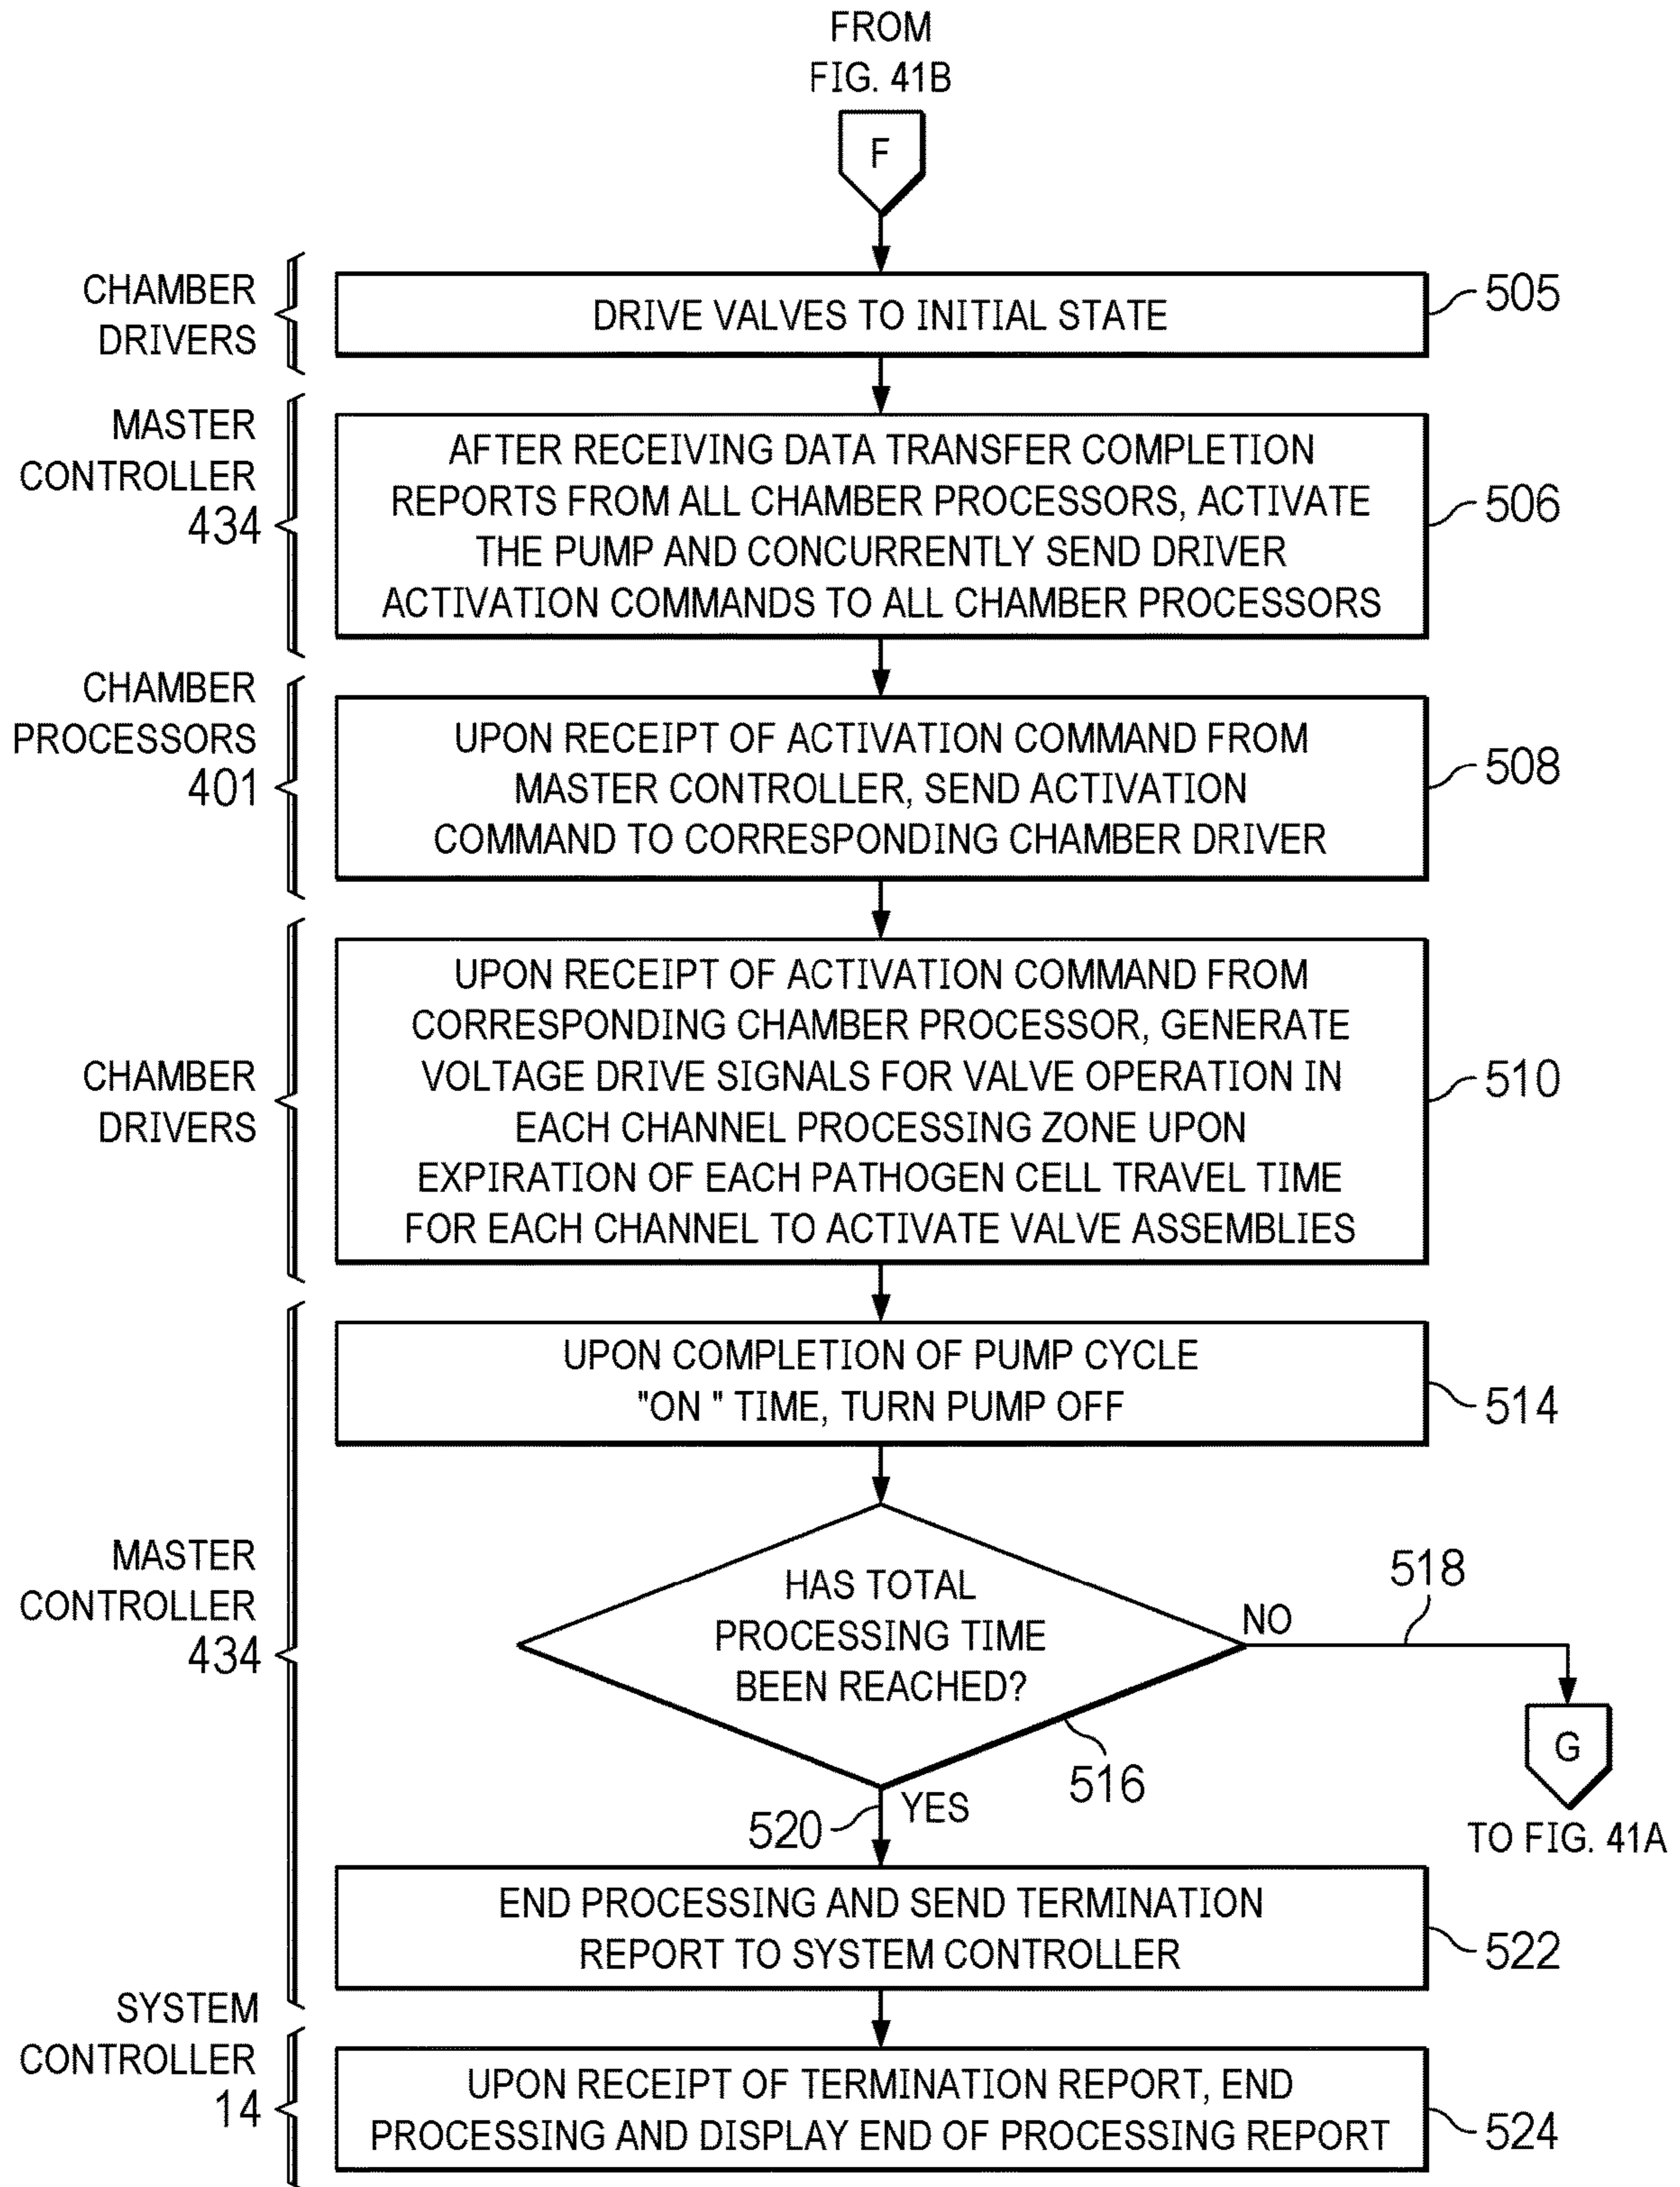 FROM
FIG. 41B
F
CHAMBER
DRIVERS
DRIVE VALVES TO INITIAL STATE
505
MASTER
CONTROLLER
434
AFTER RECEIVING DATA TRANSFER COMPLETION
REPORTS FROM ALL CHAMBER PROCESSORS, ACTIVATE
THE PUMP AND CONCURRENTLY SEND DRIVER
ACTIVATION COMMANDS TO ALL CHAMBER PROCESSORS
506
CHAMBER
PROCESSORS
401
UPON RECEIPT OF ACTIVATION COMMAND FROM
MASTER CONTROLLER, SEND ACTIVATION
COMMAND TO CORRESPONDING CHAMBER DRIVER
508
CHAMBER
DRIVERS
UPON RECEIPT OF ACTIVATION COMMAND FROM
CORRESPONDING CHAMBER PROCESSOR, GENERATE
VOLTAGE DRIVE SIGNALS FOR VALVE OPERATION IN
EACH CHANNEL PROCESSING ZONE UPON
EXPIRATION OF EACH PATHOGEN CELL TRAVEL TIME
FOR EACH CHANNEL TO ACTIVATE VALVE ASSEMBLIES
510
UPON COMPLETION OF PUMP CYCLE
"ON " TIME, TURN PUMP OFF
514
MASTER
CONTROLLER
434
HAS TOTAL
PROCESSING TIME
BEEN REACHED?
516
NO
518
G
TO FIG. 41A
520
YES
END PROCESSING AND SEND TERMINATION
REPORT TO SYSTEM CONTROLLER
522
SYSTEM
CONTROLLER
14
UPON RECEIPT OF TERMINATION REPORT, END
PROCESSING AND DISPLAY END OF PROCESSING REPORT
524